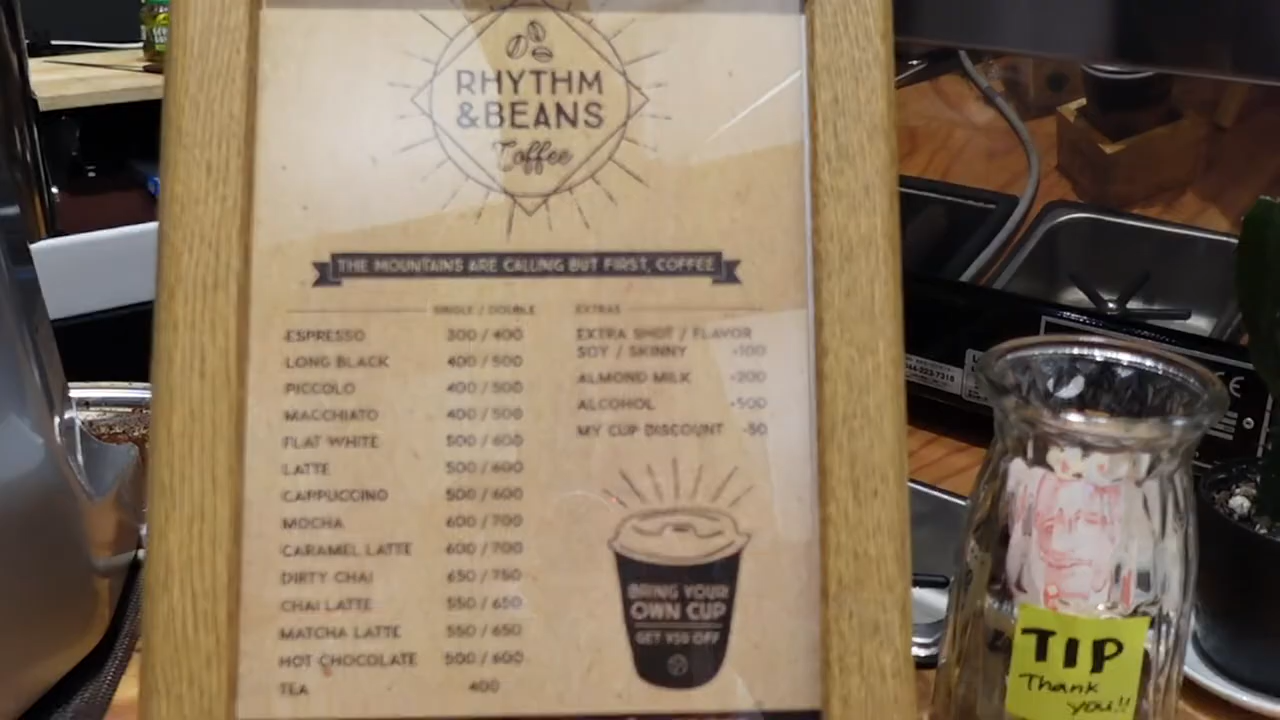 RHYTHM
&BEANS
Coffee
THE MOUNTAINS ARE CALLING BUT FIRST, COFFEE
SINGLE / DOUBLE
ESPRESSO 300 / 400
LONG BLACK 400 / 500
PICCOLO 400 / 500
MACCHIATO 400 / 500
FLAT WHITE 500 / 600
LATTE 500 / 600
CAPPUCCINO 500 / 600
MOCHA 600 / 700
CARAMEL LATTE 600 / 700
DIRTY CHAI 650 / 750
CHAI LATTE 550 / 650
MATCHA LATTE 550 / 650
HOT CHOCOLATE 500 / 600
TEA 400
EXTRAS
EXTRA SHOT / FLAVOR
SOY / SKINNY +100
ALMOND MILK +200
ALCOHOL +500
MY CUP DISCOUNT -50
BRING YOUR
OWN CUP
GET ¥50 OFF
TIP
Thank
you!!
CE